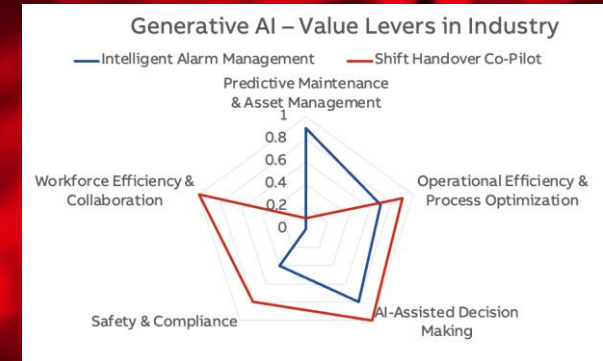 Generative AI – Value Levers in Industry
Intelligent Alarm Management
Shift Handover Co-Pilot
Predictive Maintenance
& Asset Management
1
0.8
0.6
0.4
0.2
0
Workforce Efficiency &
Collaboration
Operational Efficiency &
Process Optimization
Safety & Compliance
AI-Assisted Decision
Making